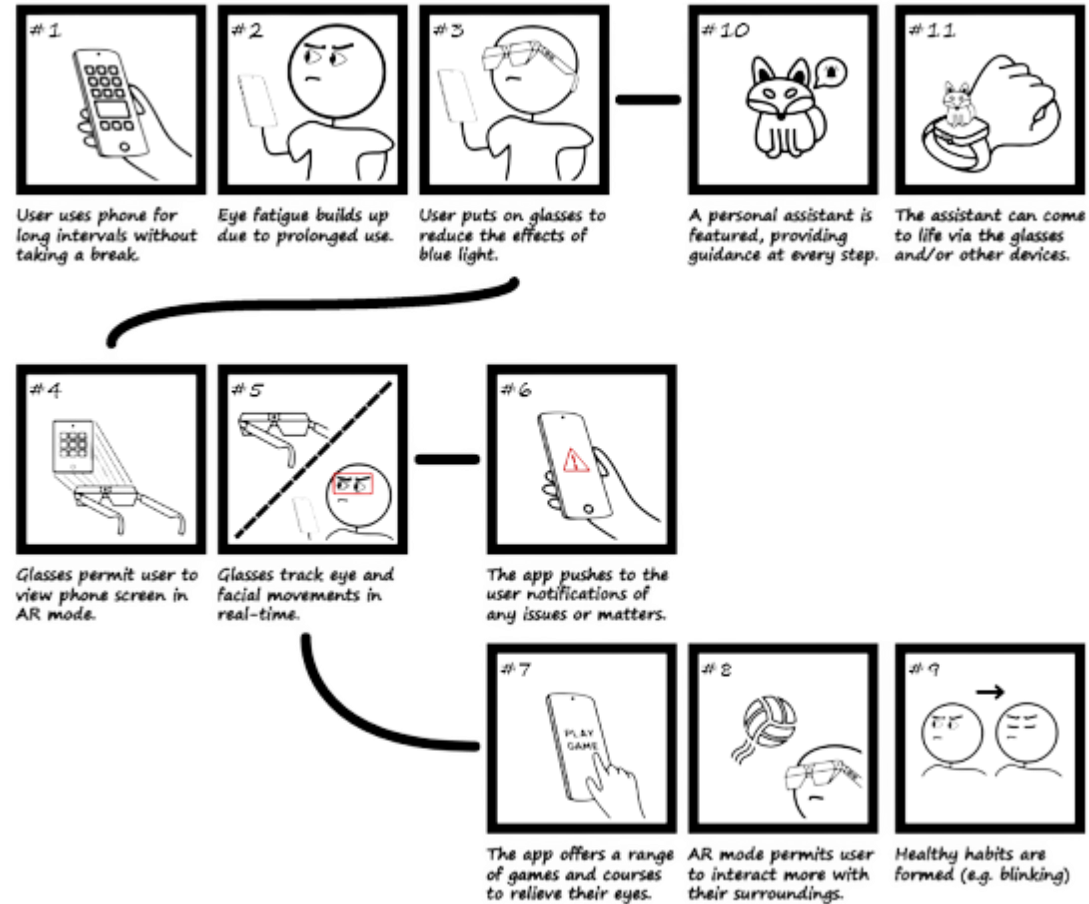 #1
User uses phone for
long intervals without
taking a break.
#2
Eye fatigue builds up
due to prolonged use.
#3
User puts on glasses to
reduce the effects of
blue light.
#10
A personal assistant is
featured, providing
guidance at every step.
#11
The assistant can come
to life via the glasses
and/or other devices.
#4
Glasses permit user to
view phone screen in
AR mode.
#5
Glasses track eye and
facial movements in
real-time.
#6
The app pushes to the
user notifications of
any issues or matters.
#7
PLAY
GAME
The app offers a range
of games and courses
to relieve their eyes.
#8
AR mode permits user
to interact more with
their surroundings.
#9
Healthy habits are
formed (e.g. blinking)